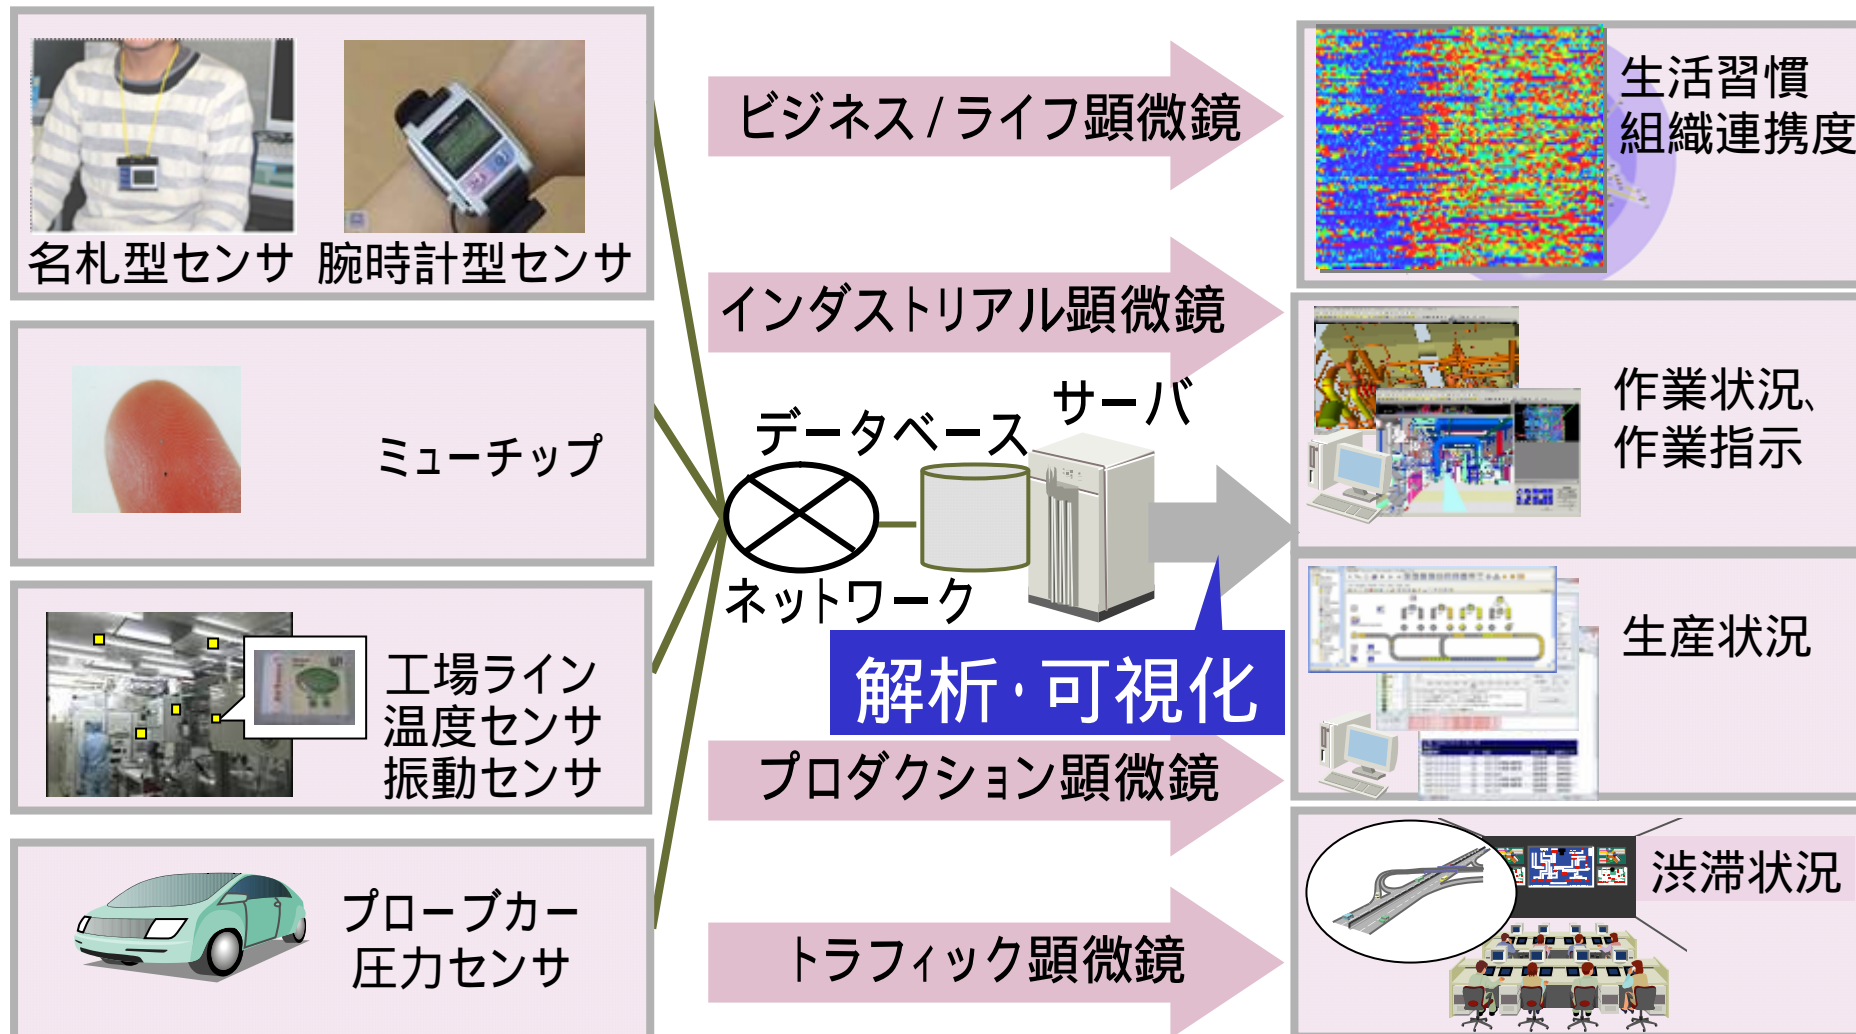 名札型センサ 腕時計型センサ
ミューチップ
工場ライン
温度センサ
振動センサ
プローブカー
圧力センサ
ビジネス/ライフ顕微鏡
インダストリアル顕微鏡
サーバ
データベース
ネットワーク
解析・可視化
プロダクション顕微鏡
トラフィック顕微鏡
生活習慣
組織連携度
作業状況、
作業指示
生産状況
渋滞状況